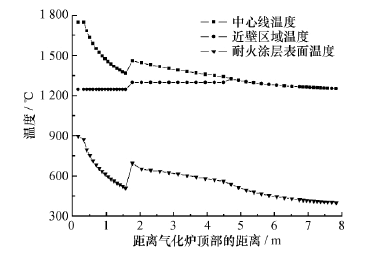 1 800
1 500
1 200
900
600
300
温度 / ℃
中心线温度
近壁区域温度
耐火涂层表面温度
0 1 2 3 4 5 6 7 8
距离气化炉顶部的距离 / m